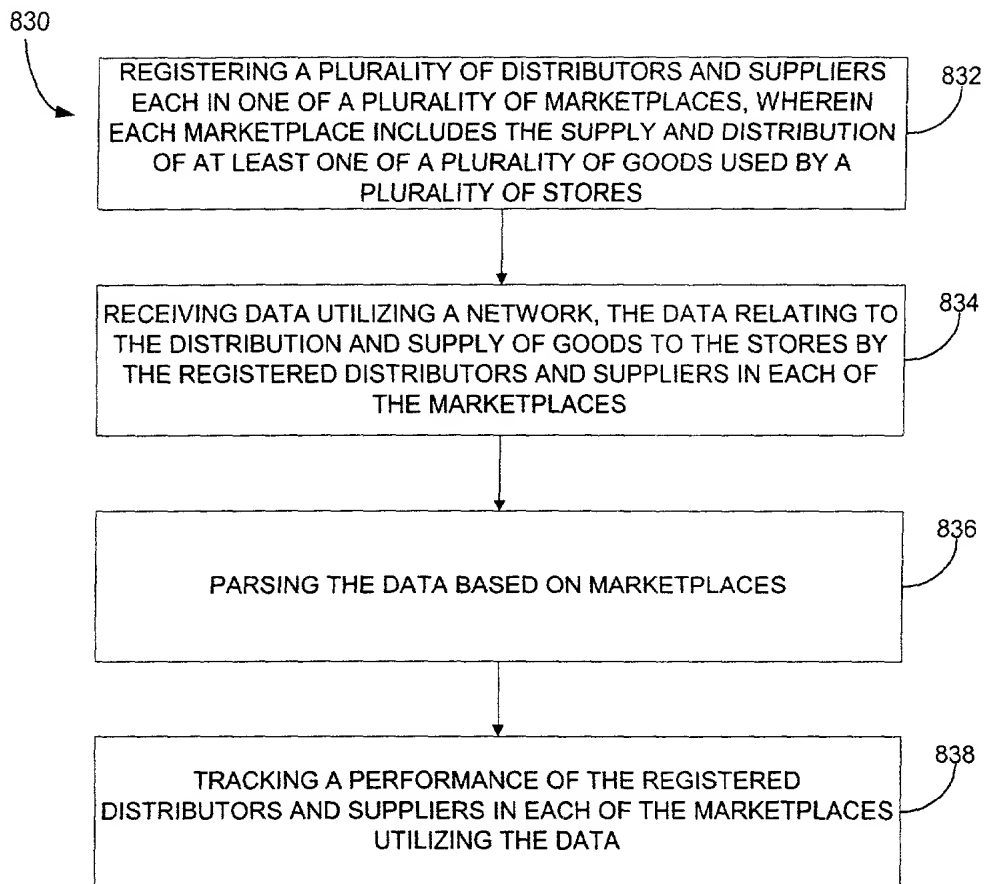 830
REGISTERING A PLURALITY OF DISTRIBUTORS AND SUPPLIERS
EACH IN ONE OF A PLURALITY OF MARKETPLACES, WHEREIN
EACH MARKETPLACE INCLUDES THE SUPPLY AND DISTRIBUTION
OF AT LEAST ONE OF A PLURALITY OF GOODS USED BY A
PLURALITY OF STORES
832
RECEIVING DATA UTILIZING A NETWORK, THE DATA RELATING TO
THE DISTRIBUTION AND SUPPLY OF GOODS TO THE STORES BY
THE REGISTERED DISTRIBUTORS AND SUPPLIERS IN EACH OF
THE MARKETPLACES
834
PARSING THE DATA BASED ON MARKETPLACES
836
TRACKING A PERFORMANCE OF THE REGISTERED
DISTRIBUTORS AND SUPPLIERS IN EACH OF THE MARKETPLACES
UTILIZING THE DATA
838